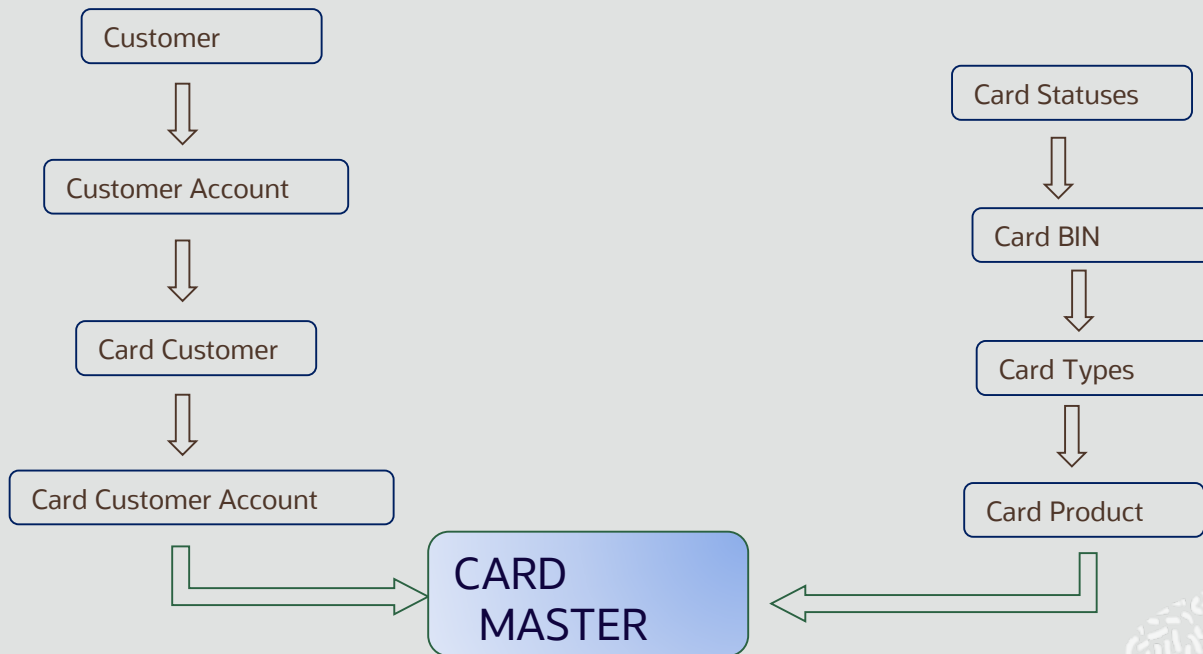 Customer
Customer Account
Card Customer
Card Customer Account
Card Statuses
Card BIN
Card Types
Card Product
CARD
MASTER